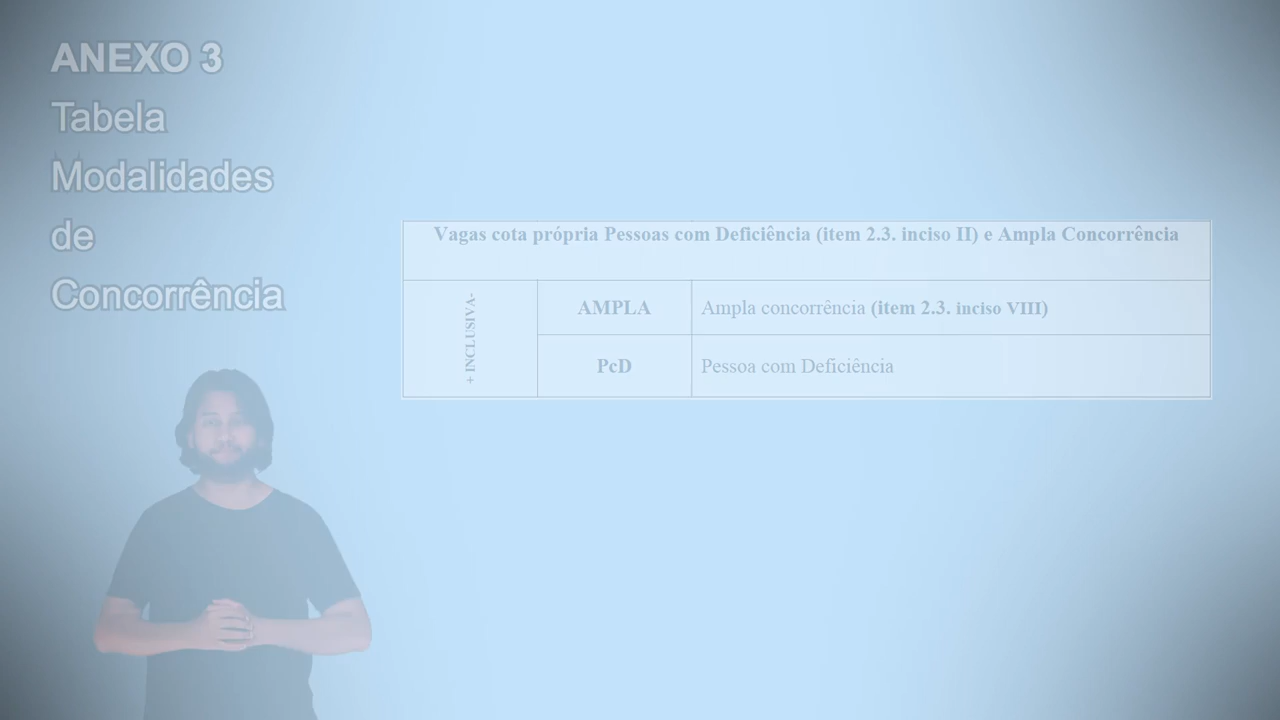 ANEXO 3
Tabela
Modalidades
de
Concorrência
Vagas cota própria Pessoas com Deficiência (item 2.3. inciso II) e Ampla Concorrência
+ INCLUSIVA-
AMPLA
Ampla concorrência (item 2.3. inciso VIII)
PcD
Pessoa com Deficiência